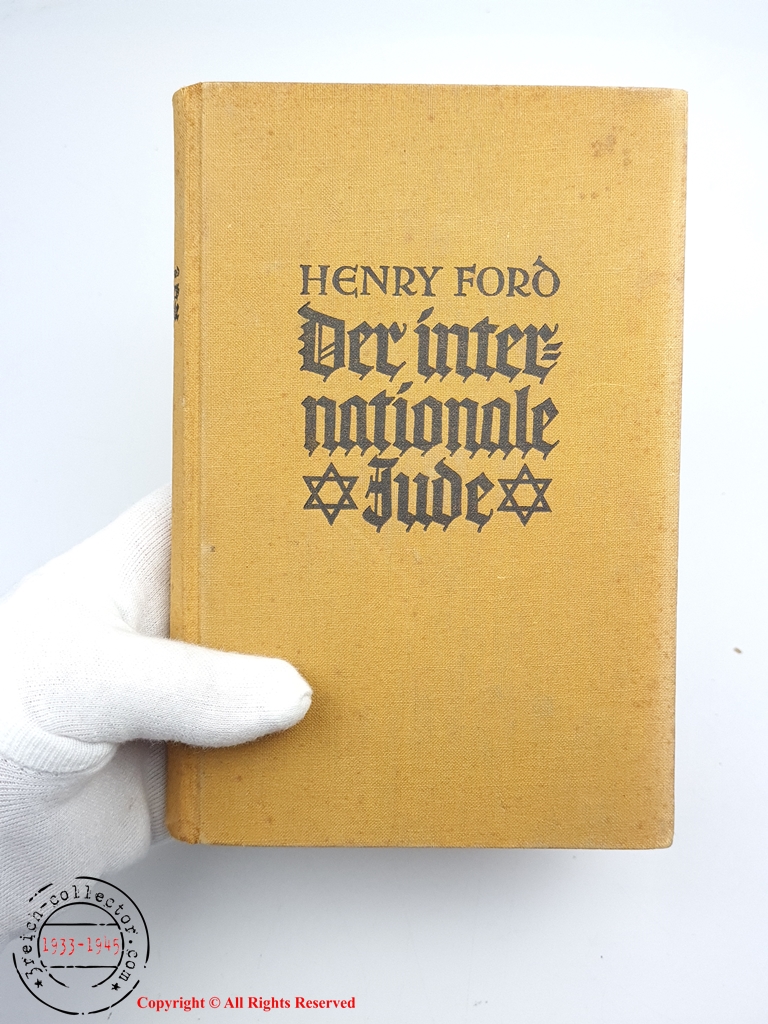 HENRY FORD
Der inter=
nationale
Jude
3reich-collector.com
1933-1945
Copyright © All Rights Reserved